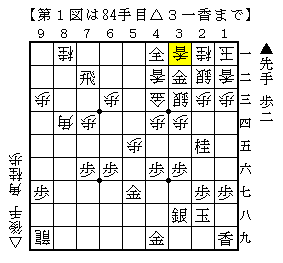 【第１図は84手目△３一香まで】
９ ８ ７ ６ ５ ４ ３ ２ １
桂 全 香 桂 王 一
飛 香 金 銀 香 二
歩 歩 金 銀 歩 歩 三
角 歩 歩 歩 四
歩 桂 五
歩 歩 歩 歩 六
歩 金 歩 歩 七
銀 玉 八
龍 金 香 九
▲先手 歩二
△後手 角桂歩